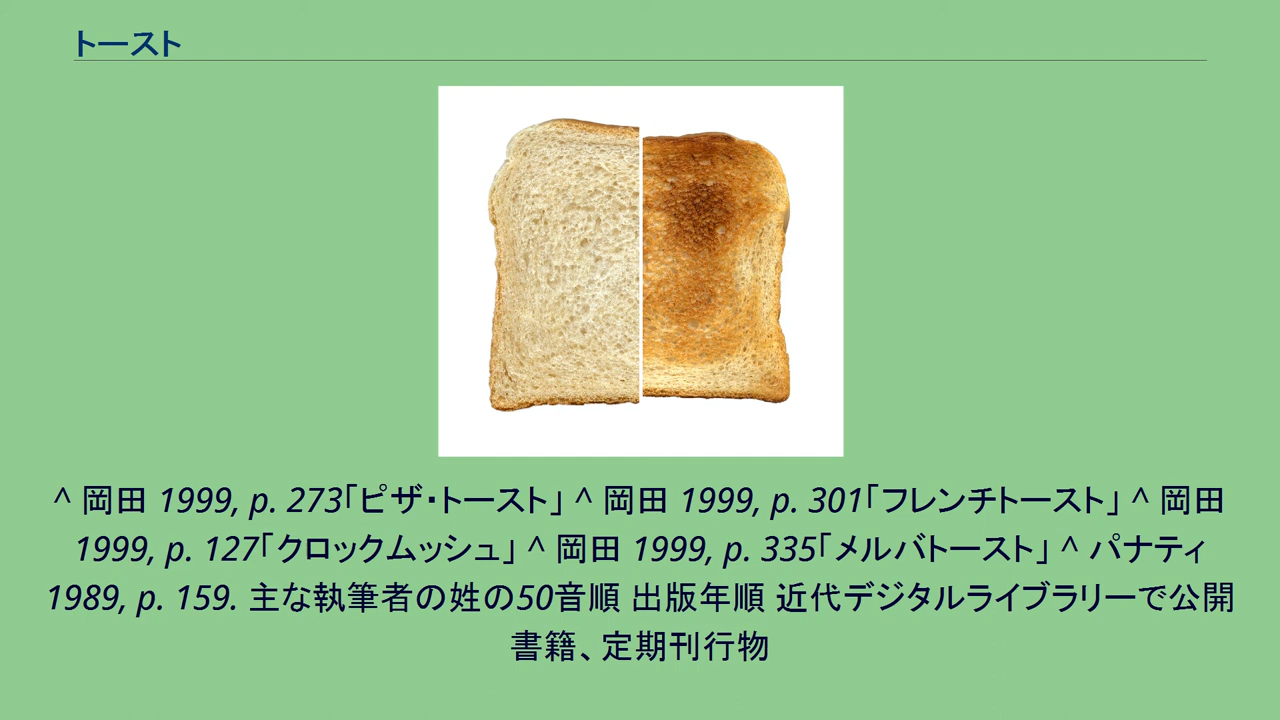 トースト
^ 岡田 1999, p. 273「ピザ・トースト」 ^ 岡田 1999, p. 301「フレンチトースト」 ^ 岡田
1999, p. 127「クロックムッシュ」 ^ 岡田 1999, p. 335「メルバトースト」 ^ パナティ
1989, p. 159. 主な執筆者の姓の50音順 出版年順 近代デジタルライブラリーで公開
書籍、定期刊行物